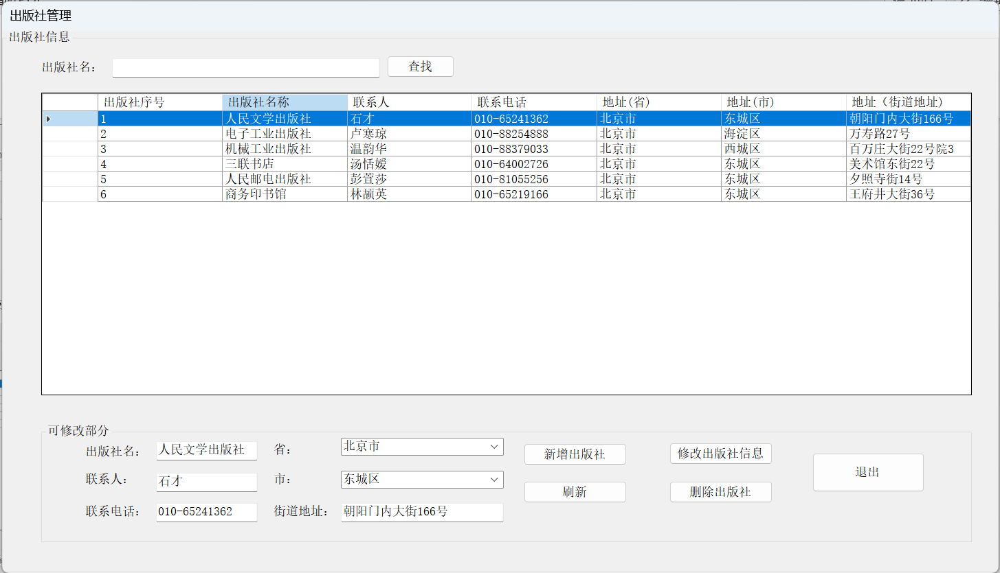 出版社管理
出版社信息
出版社名： 查找
出版社序号 出版社名称 联系人 联系电话 地址(省) 地址(市) 地址（街道地址)
1 人民文学出版社 石才 010-65241362 北京市 东城区 朝阳门内大街166号
2 电子工业出版社 卢寒琼 010-88254888 北京市 海淀区 万寿路27号
3 机械工业出版社 温韵华 010-88379033 北京市 西城区 百万庄大街22号院3
4 三联书店 汤恬媛 010-64002726 北京市 东城区 美术馆东街22号
5 人民邮电出版社 彭萱莎 010-81055256 北京市 东城区 夕照寺街14号
6 商务印书馆 林颉英 010-65219166 北京市 东城区 王府井大街36号
可修改部分
出版社名： 人民文学出版社 省： 北京市 新增出版社 修改出版社信息
联系人： 石才 市： 东城区 刷新 删除出版社 退出
联系电话： 010-65241362 街道地址： 朝阳门内大街166号